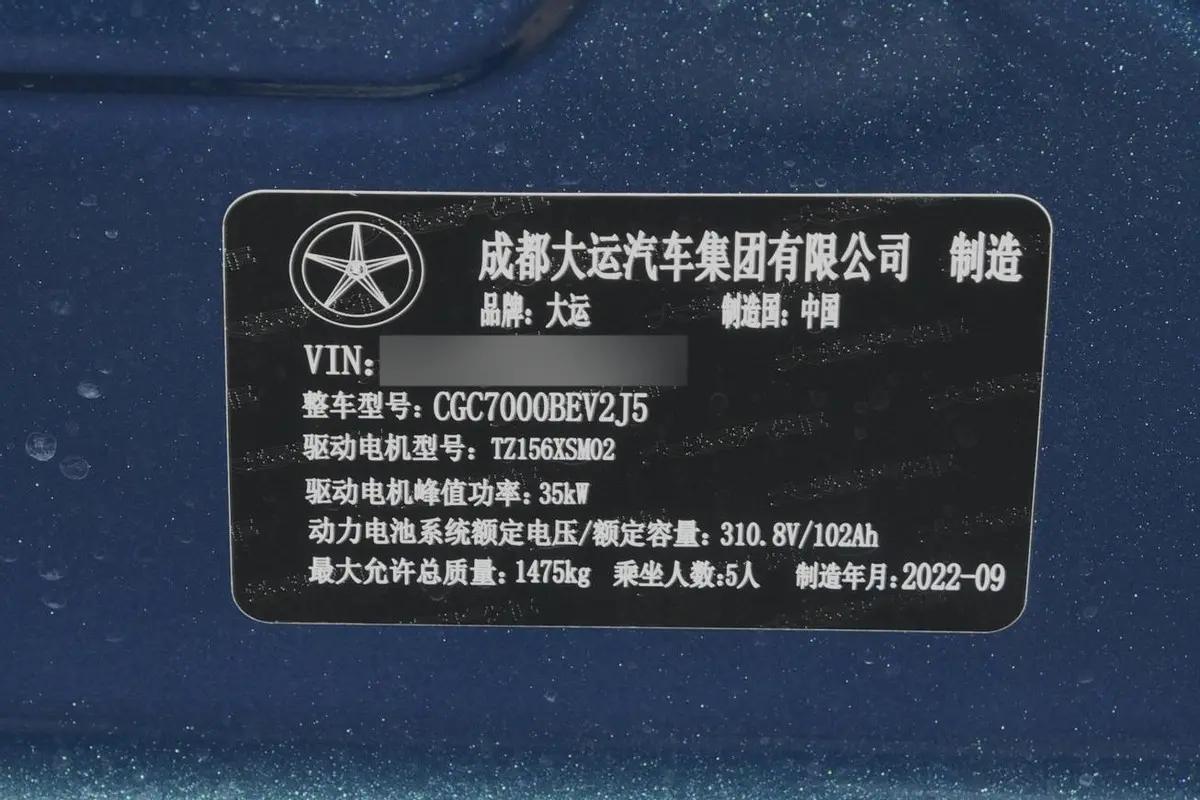 成都大运汽车集团有限公司 制造
品牌：大运 制造国：中国
VIN：
整车型号：CGC7000BEV2J5
驱动电机型号：TZ156XSM02
驱动电机峰值功率：35kW
动力电池系统额定电压/额定容量：310.8V/102Ah
最大允许总质量：1475kg 乘坐人数：5人 制造年月：2022-09